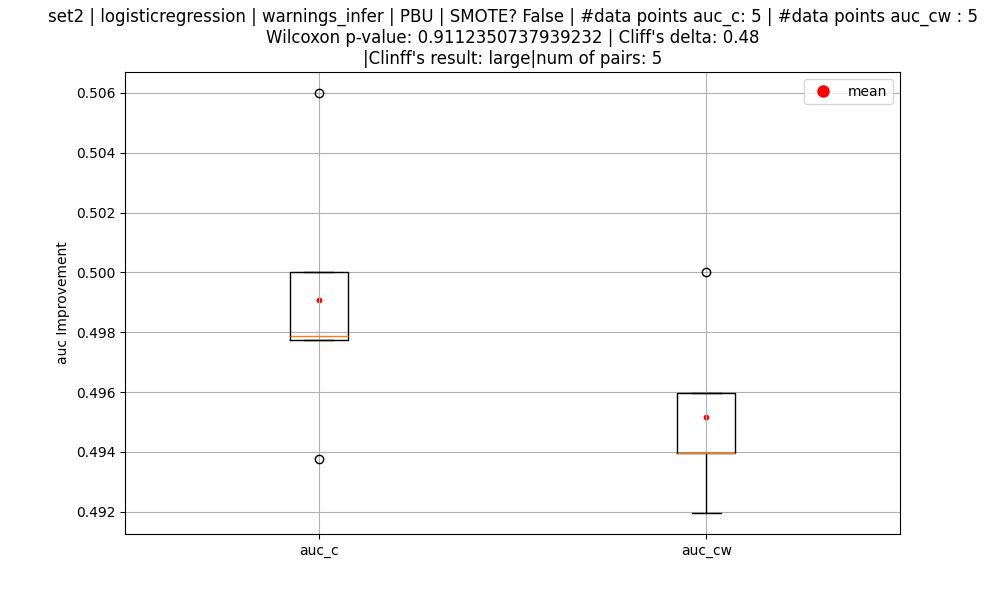 set2 | logisticregression | warnings_infer | PBU | SMOTE? False | #data points auc_c: 5 | #data points auc_cw : 5
Wilcoxon p-value: 0.9112350737939232 | Cliff's delta: 0.48
|Clinff's result: large|num of pairs: 5
mean
0.506
0.504
0.502
0.500
0.498
0.496
0.494
0.492
auc Improvement
auc_c
auc_cw